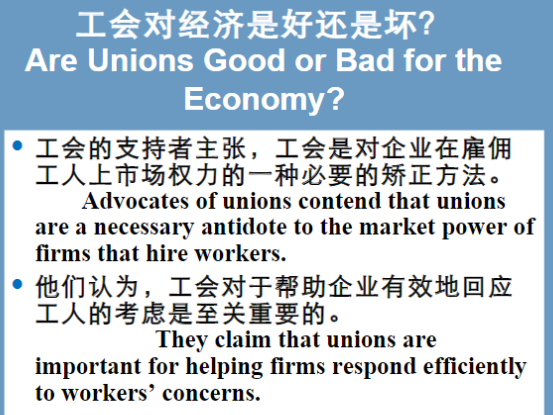 工会对经济是好还是坏?
Are Unions Good or Bad for the
Economy?
• 工会的支持者主张，工会是对企业在雇佣
工人上市场权力的一种必要的矫正方法。
Advocates of unions contend that unions
are a necessary antidote to the market power of
firms that hire workers.
• 他们认为，工会对于帮助企业有效地回应
工人的考虑是至关重要的。
They claim that unions are
important for helping firms respond efficiently
to workers’ concerns.